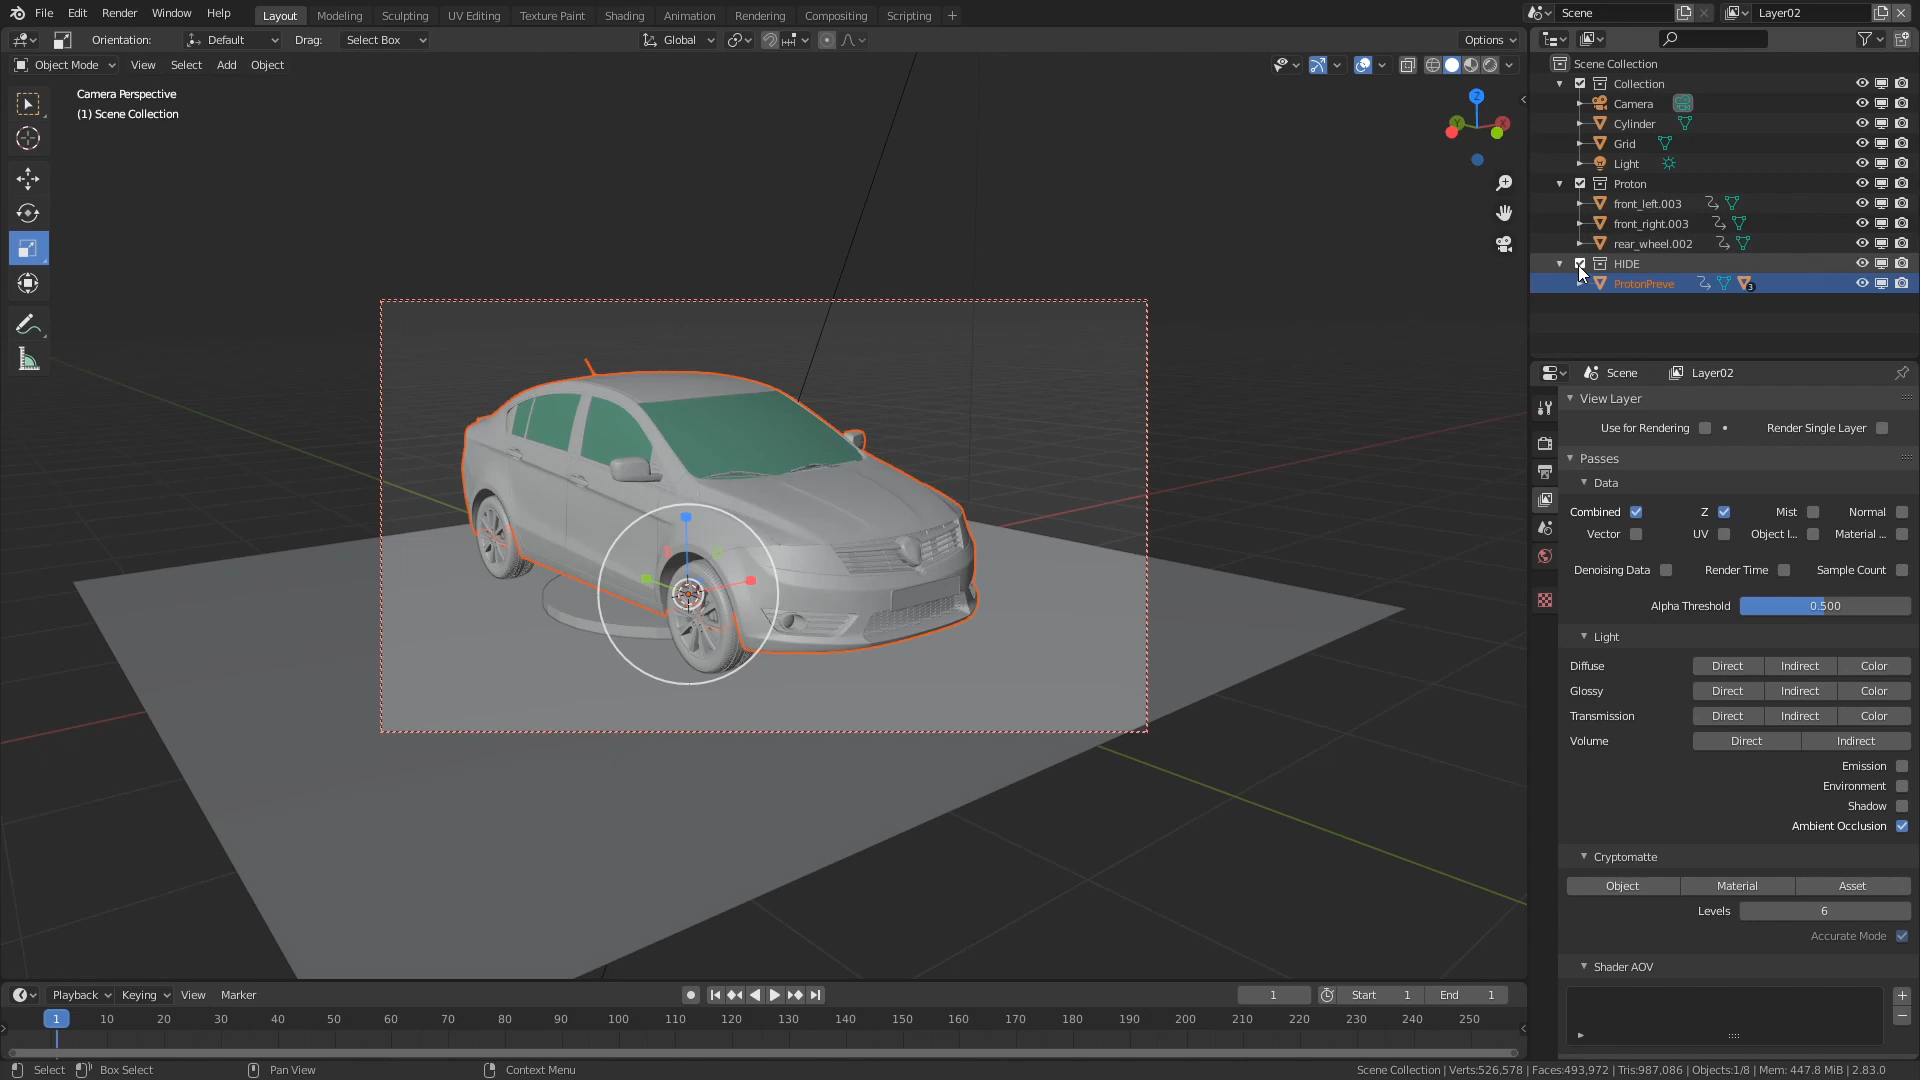 File Edit Render Window Help Layout Modeling Sculpting UV Editing Texture Paint Shading Animation Rendering Compositing Scripting Scene Layer02
Orientation: Default Drag: Select Box Global Options
Object Mode View Select Add Object
Camera Perspective
(1) Scene Collection
Z
Y
X
Scene Collection
Collection
Camera
Cylinder
Grid
Light
Proton
front_left.003
front_right.003
rear_wheel.002
HIDE
ProtonPreve 3
Scene Layer02
View Layer
Use for Rendering Render Single Layer
Passes
Data
Combined Z Mist Normal
Vector UV Object I... Material ...
Denoising Data Render Time Sample Count
Alpha Threshold 0.500
Light
Diffuse Direct Indirect Color
Glossy Direct Indirect Color
Transmission Direct Indirect Color
Volume Direct Indirect
Emission
Environment
Shadow
Ambient Occlusion
Cryptomatte
Object Material Asset
Levels 6
Accurate Mode
Shader AOV
Playback Keying View Marker 1 Start 1 End 1
1 10 20 30 40 50 60 70 80 90 100 110 120 130 140 150 160 170 180 190 200 210 220 230 240 250
Select Box Select Pan View Context Menu Scene Collection | Verts:526,578 | Faces:493,972 | Tris:987,086 | Objects:1/8 | Mem: 447.8 MiB | 2.83.0